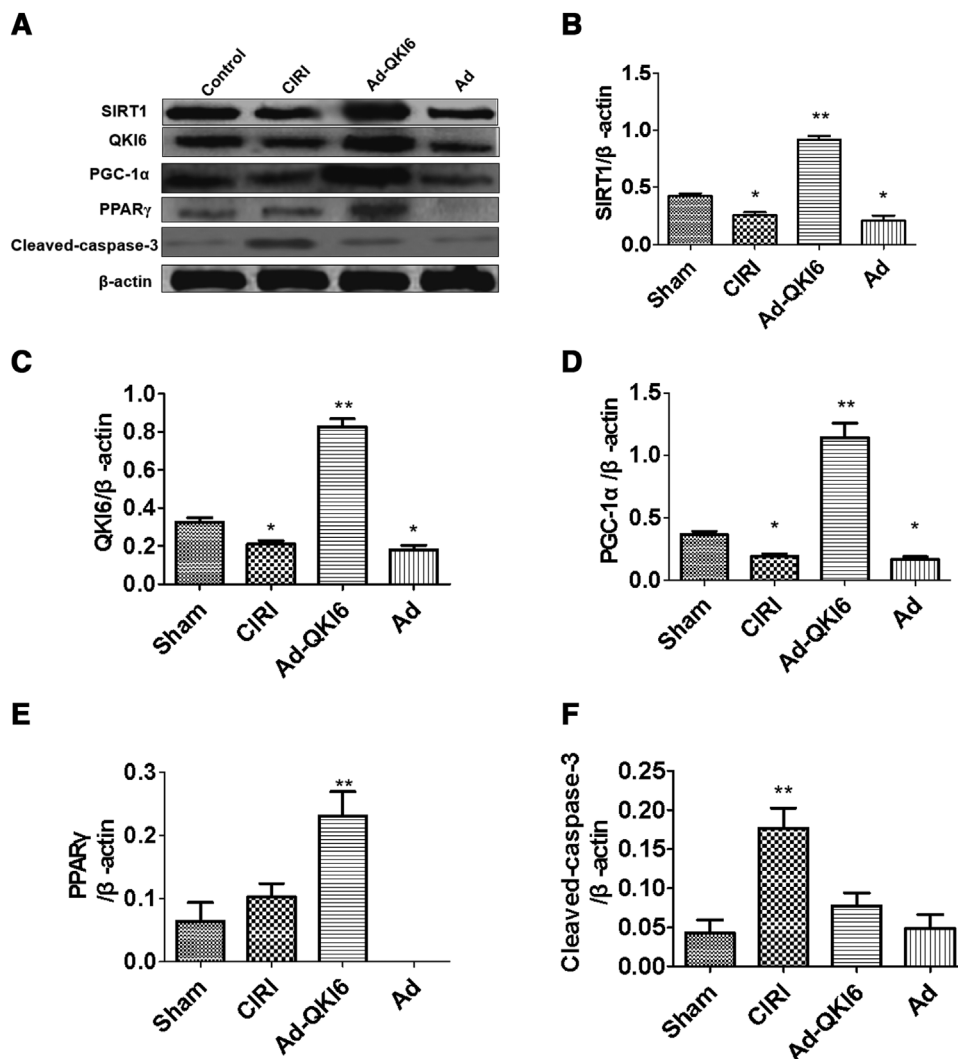 A
Control CIRI Ad-QKI6 Ad
SIRT1
QKI6
PGC-1α
PPARγ
Cleaved-caspase-3
β-actin
B
SIRT1/β -actin
1.5
1.0
0.5
0.0
*
**
*
Sham CIRI Ad-QKI6 Ad
C
QKI6/β -actin
1.0
0.8
0.6
0.4
0.2
0.0
*
**
*
Sham CIRI Ad-QKI6 Ad
D
PGC-1α /β -actin
1.5
1.0
0.5
0.0
*
**
*
Sham CIRI Ad-QKI6 Ad
E
PPARγ
/β -actin
0.3
0.2
0.1
0.0
**
Sham CIRI Ad-QKI6 Ad
F
Cleaved-caspase-3
/β -actin
0.25
0.20
0.15
0.10
0.05
0.00
**
Sham CIRI Ad-QKI6 Ad